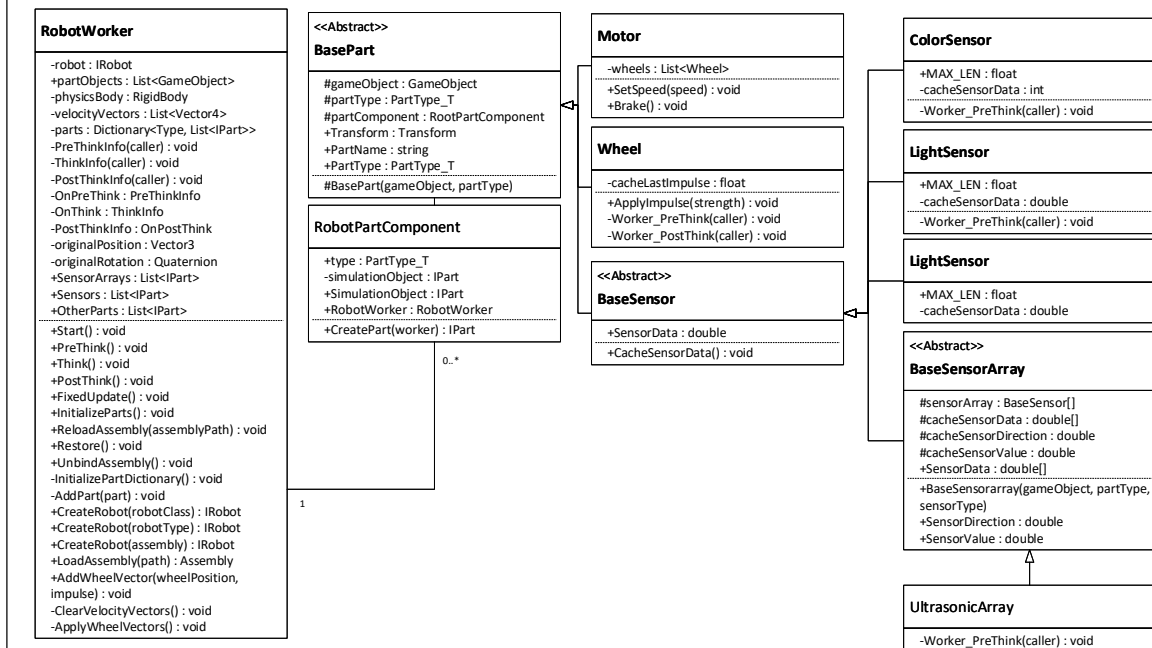 RobotWorker
-robot : IRobot
+partObjects : List<GameObject>
-physicsBody : RigidBody
-velocityVectors : List<Vector4>
-parts : Dictionary<Type, List<IPart>>
-PreThinkInfo(caller) : void
-ThinkInfo(caller) : void
-PostThinkInfo(caller) : void
-OnPreThink : PreThinkInfo
-OnThink : ThinkInfo
-PostThinkInfo : OnPostThink
-originalPosition : Vector3
-originalRotation : Quaternion
+SensorArrays : List<IPart>
+Sensors : List<IPart>
+OtherParts : List<IPart>
+Start() : void
+PreThink() : void
+Think() : void
+PostThink() : void
+FixedUpdate() : void
+InitializeParts() : void
+ReloadAssembly(assemblyPath) : void
+Restore() : void
+UnbindAssembly() : void
-InitializePartDictionary() : void
-AddPart(part) : void
+CreateRobot(robotClass) : IRobot
+CreateRobot(robotType) : IRobot
+CreateRobot(assembly) : IRobot
+LoadAssembly(path) : Assembly
+AddWheelVector(wheelPosition,
impulse) : void
-ClearVelocityVectors() : void
-ApplyWheelVectors() : void
<<Abstract>>
BasePart
#gameObject : GameObject
#partType : PartType_T
#partComponent : RootPartComponent
+Transform : Transform
+PartName : string
+PartType : PartType_T
#BasePart(gameObject, partType)
RobotPartComponent
+type : PartType_T
-simulationObject : IPart
+SimulationObject : IPart
+RobotWorker : RobotWorker
+CreatePart(worker) : IPart
0..*
1
Motor
-wheels : List<Wheel>
+SetSpeed(speed) : void
+Brake() : void
Wheel
-cacheLastImpulse : float
+ApplyImpulse(strength) : void
-Worker_PreThink(caller) : void
-Worker_PostThink(caller) : void
<<Abstract>>
BaseSensor
+SensorData : double
+CacheSensorData() : void
ColorSensor
+MAX_LEN : float
-cacheSensorData : int
-Worker_PreThink(caller) : void
LightSensor
+MAX_LEN : float
-cacheSensorData : double
-Worker_PreThink(caller) : void
LightSensor
+MAX_LEN : float
-cacheSensorData : double
<<Abstract>>
BaseSensorArray
#sensorArray : BaseSensor[]
#cacheSensorData : double[]
#cacheSensorDirection : double
#cacheSensorValue : double
+SensorData : double[]
+BaseSensorarray(gameObject, partType,
sensorType)
+SensorDirection : double
+SensorValue : double
UltrasonicArray
-Worker_PreThink(caller) : void